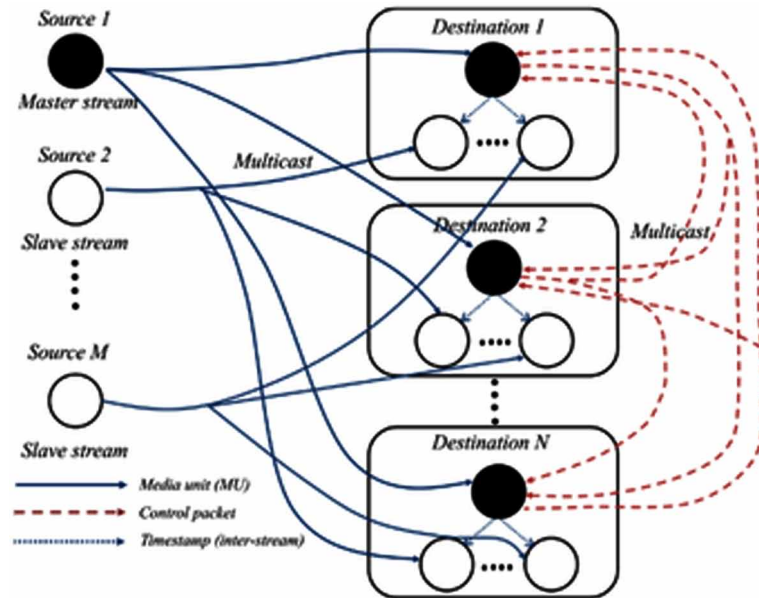 Source 1
Master stream
Source 2
Slave stream
Source M
Slave stream
Multicast
Destination 1
Destination 2
Multicast
Destination N
Media unit (MU)
Control packet
Timestamp (inter-stream)